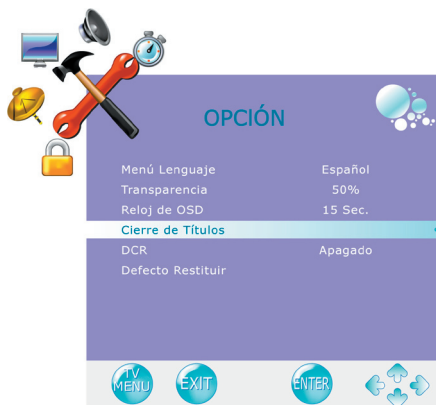 OPCIÓN
Menú Lenguaje Español
Transparencia 50%
Reloj de OSD 15 Sec.
Cierre de Títulos
DCR Apagado
Defecto Restituir
TV MENU EXIT ENTER